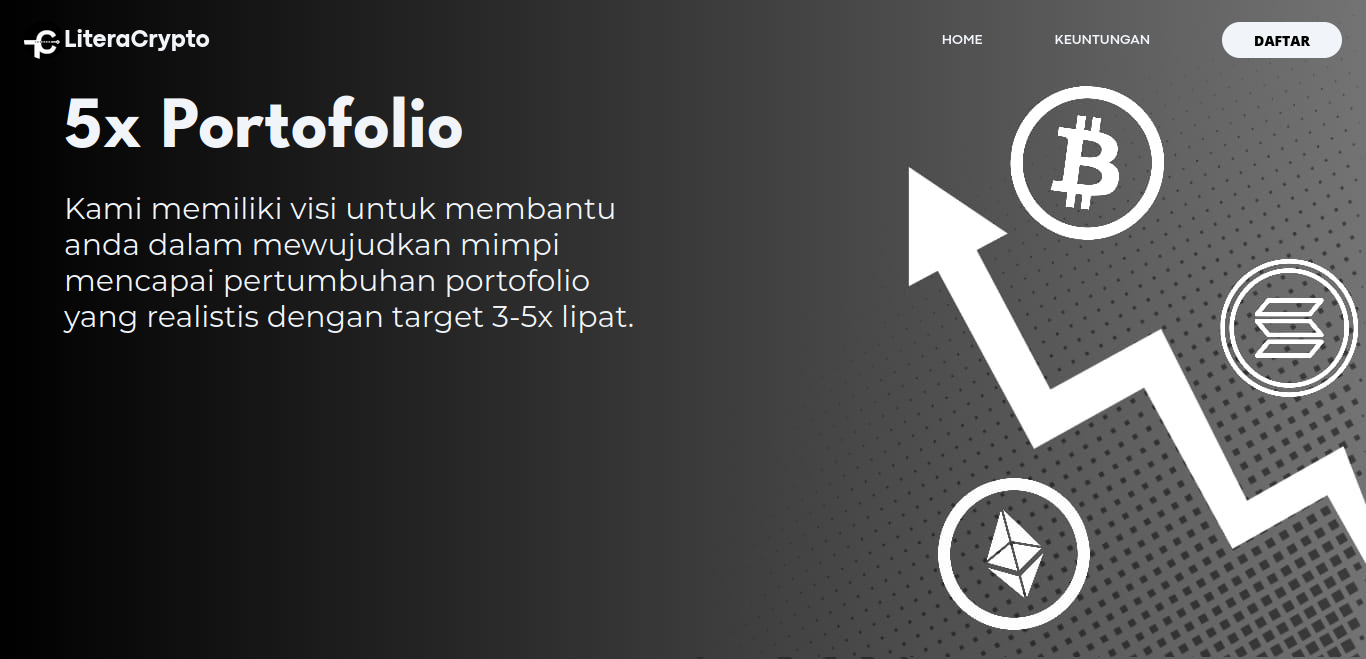 LiteraCrypto
HOME
KEUNTUNGAN
DAFTAR
5x Portofolio
Kami memiliki visi untuk membantu
anda dalam mewujudkan mimpi
mencapai pertumbuhan portofolio
yang realistis dengan target 3-5x lipat.